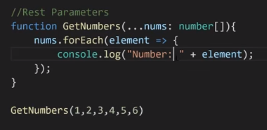 //Rest Parameters
function GetNumbers(...nums: number[]){
    nums.forEach(element => {
        console.log("Number: " + element);
    });
}
GetNumbers(1,2,3,4,5,6)